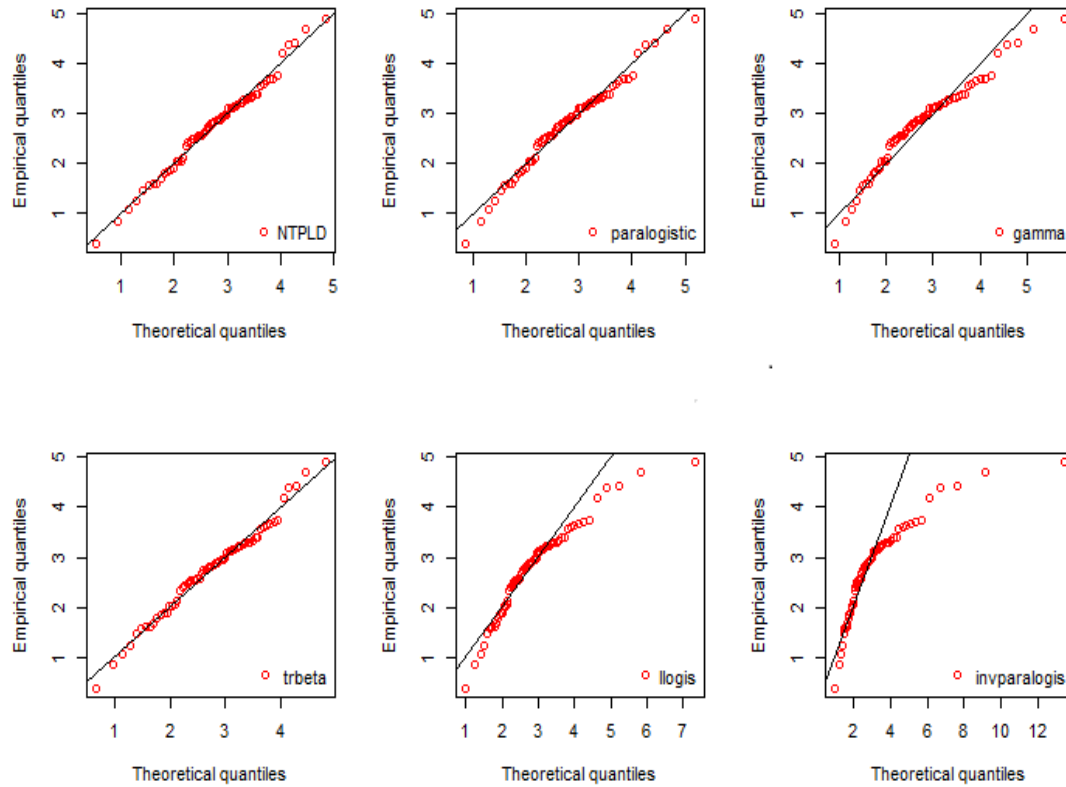 Empirical quantiles
5
4
3
2
1
NTPLD
1 2 3 4 5
Theoretical quantiles
Empirical quantiles
5
4
3
2
1
paralogistic
1 2 3 4 5
Theoretical quantiles
Empirical quantiles
5
4
3
2
1
gamma
1 2 3 4 5
Theoretical quantiles
Empirical quantiles
5
4
3
2
1
trbeta
1 2 3 4
Theoretical quantiles
Empirical quantiles
5
4
3
2
1
llogis
1 2 3 4 5 6 7
Theoretical quantiles
Empirical quantiles
5
4
3
2
1
invparalogis
2 4 6 8 10 12
Theoretical quantiles